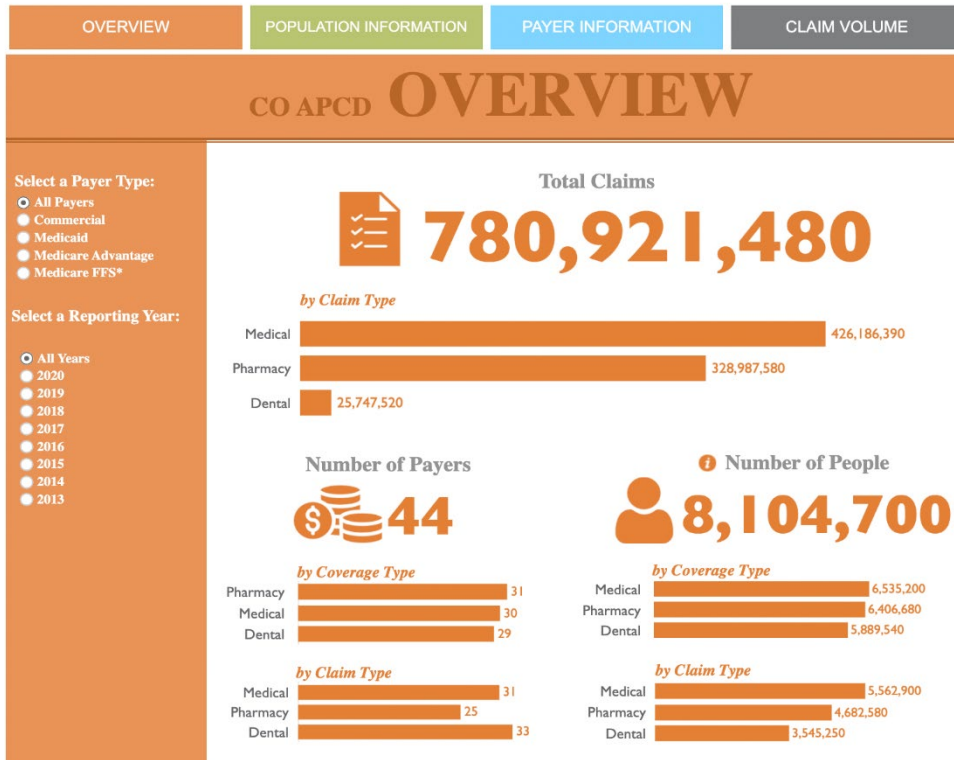 OVERVIEW
POPULATION INFORMATION
PAYER INFORMATION
CLAIM VOLUME
CO APCD OVERVIEW
Select a Payer Type:
All Payers
Commercial
Medicaid
Medicare Advantage
Medicare FFS*
Select a Reporting Year:
All Years
2020
2019
2018
2017
2016
2015
2014
2013
Total Claims
780,921,480
by Claim Type
Medical 426,186,390
Pharmacy 328,987,580
Dental 25,747,520
Number of Payers
$ 44
by Coverage Type
Pharmacy 31
Medical 30
Dental 29
by Claim Type
Medical 31
Pharmacy 25
Dental 33
i Number of People
8,104,700
by Coverage Type
Medical 6,535,200
Pharmacy 6,406,680
Dental 5,889,540
by Claim Type
Medical 5,562,900
Pharmacy 4,682,580
Dental 3,545,250